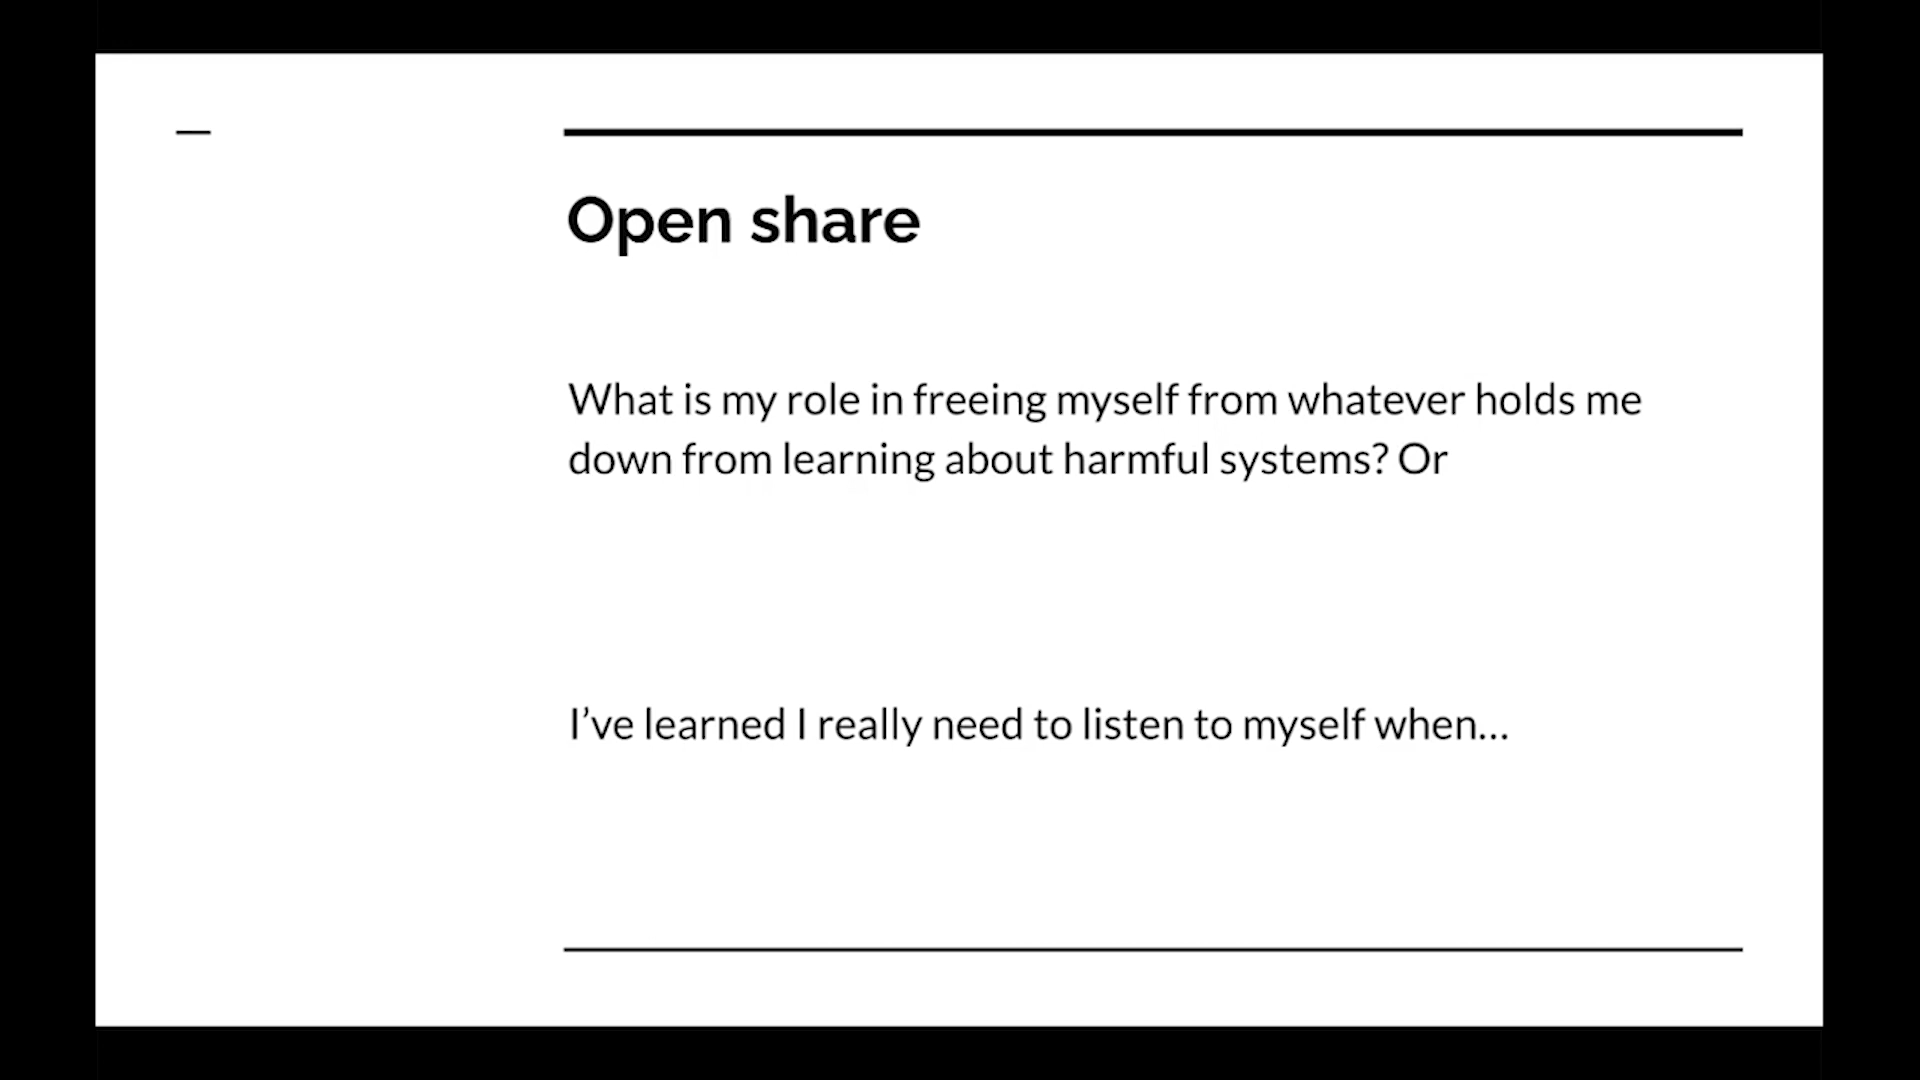 Open share
What is my role in freeing myself from whatever holds me
down from learning about harmful systems? Or
I’ve learned I really need to listen to myself when...